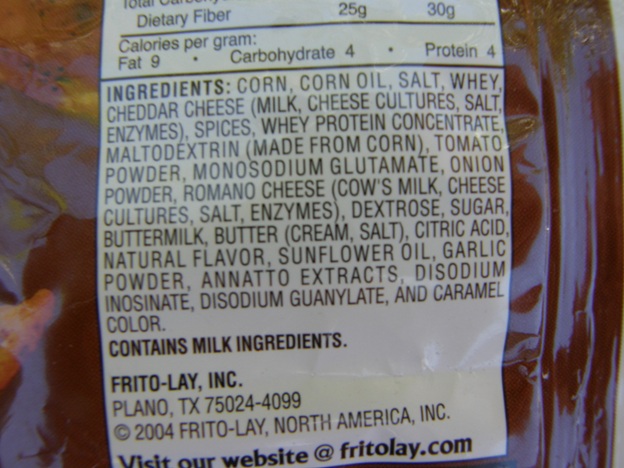 Total
Dietary Fiber 25g 30g
Calories per gram:
Fat 9 • Carbohydrate 4 • Protein 4
INGREDIENTS: CORN, CORN OIL, SALT, WHEY,
CHEDDAR CHEESE (MILK, CHEESE CULTURES, SALT,
ENZYMES), SPICES, WHEY PROTEIN CONCENTRATE,
MALTODEXTRIN (MADE FROM CORN), TOMATO
POWDER, MONOSODIUM GLUTAMATE, ONION
POWDER, ROMANO CHEESE (COW'S MILK, CHEESE
CULTURES, SALT, ENZYMES), DEXTROSE, SUGAR,
BUTTERMILK, BUTTER (CREAM, SALT), CITRIC ACID,
NATURAL FLAVOR, SUNFLOWER OIL, GARLIC
POWDER, ANNATTO EXTRACTS, DISODIUM
INOSINATE, DISODIUM GUANYLATE, AND CARAMEL
COLOR.
CONTAINS MILK INGREDIENTS.
FRITO-LAY, INC.
PLANO, TX 75024-4099
© 2004 FRITO-LAY, NORTH AMERICA, INC.
Visit our website @ fritolay.com